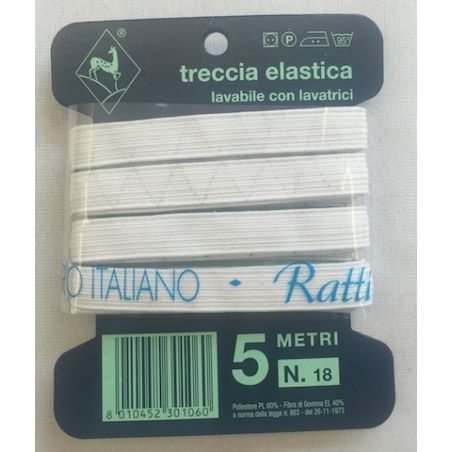 ®
P
95°
treccia elastica
lavabile con lavatrici
ITALIANO · Ratti
5 METRI
N. 18
8 010452 301060
Poliestere PL 60% - Fibra di Gomma EL 40%
a norma della legge n. 883 - del 26-11-1973